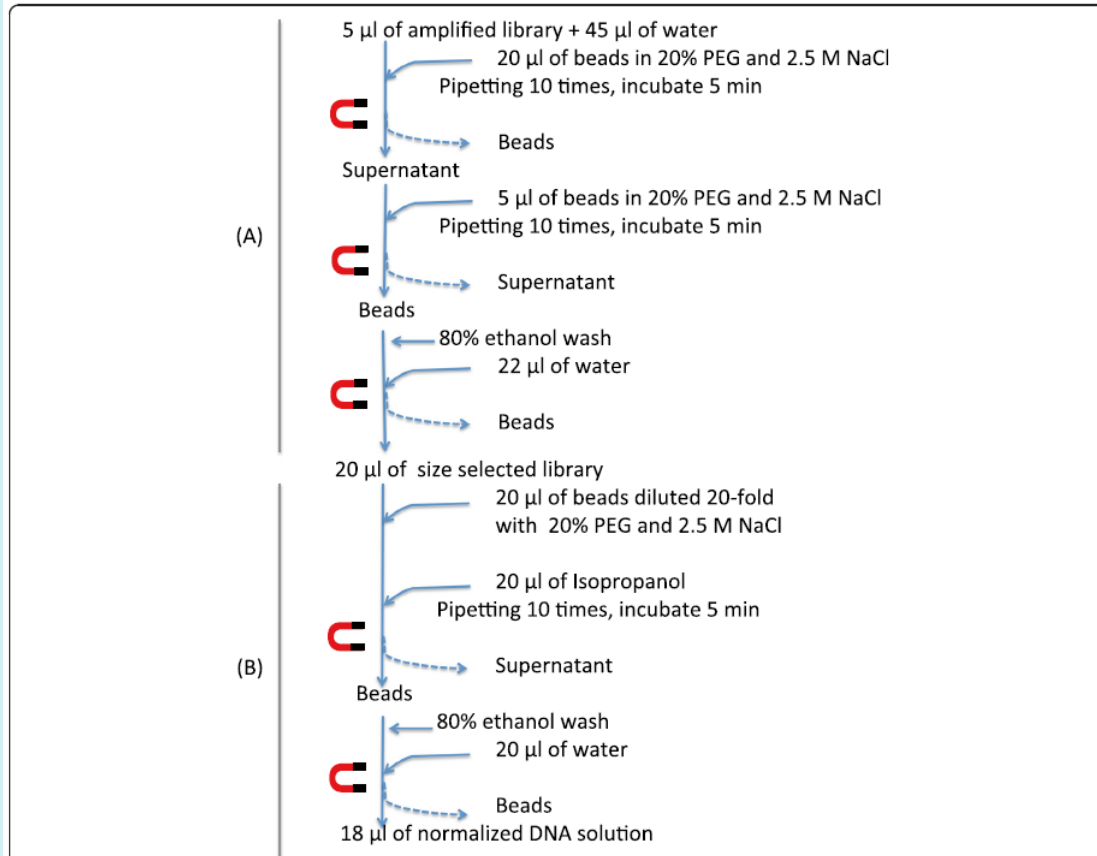 5 µl of amplified library + 45 µl of water
20 µl of beads in 20% PEG and 2.5 M NaCl
Pipetting 10 times, incubate 5 min
Beads
Supernatant
5 µl of beads in 20% PEG and 2.5 M NaCl
Pipetting 10 times, incubate 5 min
(A)
Supernatant
Beads
80% ethanol wash
22 µl of water
Beads
20 µl of size selected library
20 µl of beads diluted 20-fold
with 20% PEG and 2.5 M NaCl
20 µl of Isopropanol
Pipetting 10 times, incubate 5 min
(B)
Supernatant
Beads
80% ethanol wash
20 µl of water
Beads
18 µl of normalized DNA solution